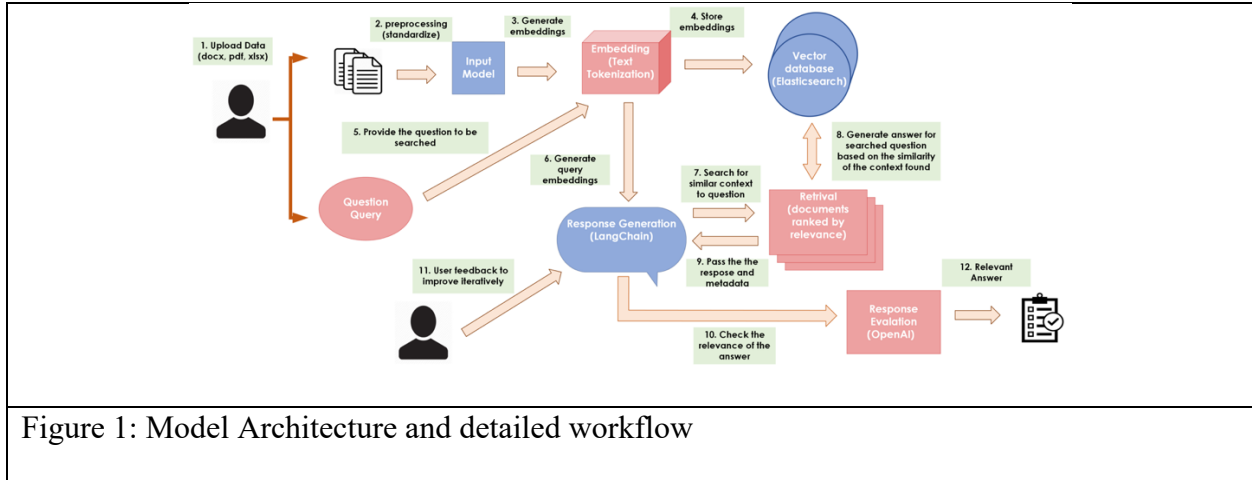 1. Upload Data
(docx, pdf, xlsx)
2. preprocessing
(standardize)
3. Generate
embeddings
4. Store
embeddings
Input
Model
Embedding
(Text
Tokenization)
Vector
database
(Elasticsearch)
5. Provide the question to be
searched
6. Generate
query
embeddings
7. Search for
similar context
to question
8. Generate answer for
searched question
based on the similarity
of the context found
Question
Query
Response Generation
(LangChain)
Retrival
(documents
ranked by
relevance)
9. Pass the the
respose and
metadata
11. User feedback to
improve iteratively
10. Check the
relevance of the
answer
Response
Evalation
(OpenAI)
12. Relevant
Answer
Figure 1: Model Architecture and detailed workflow